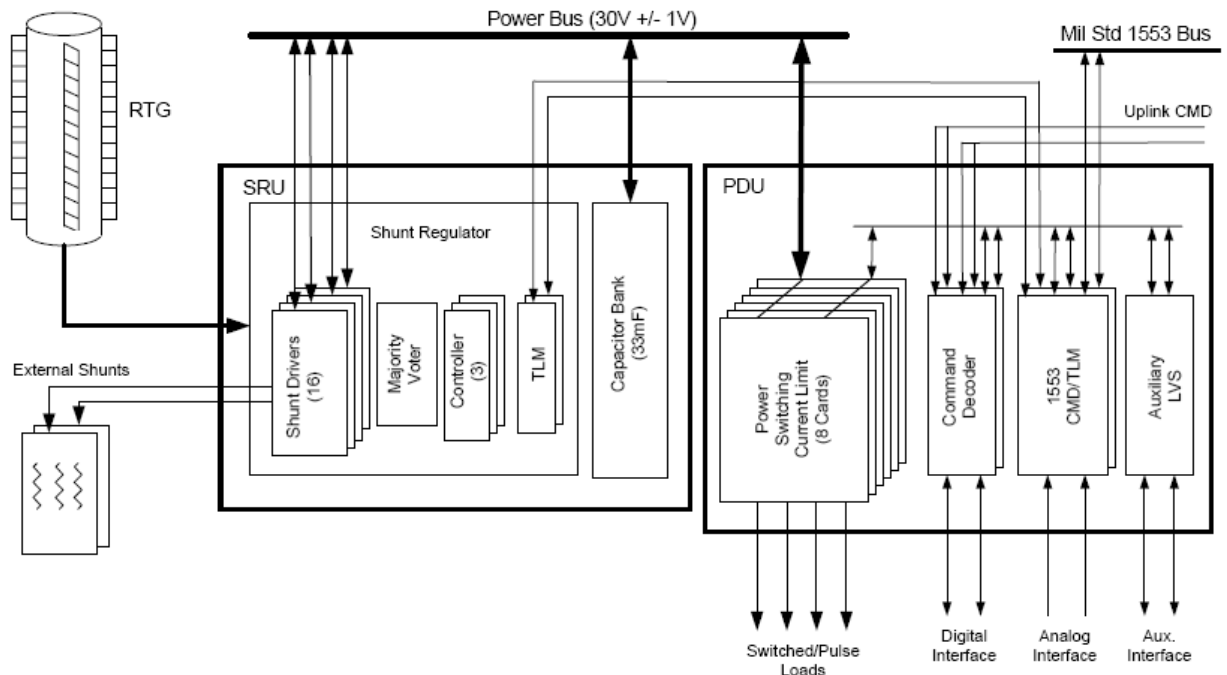 Power Bus (30V +/- 1V)
Mil Std 1553 Bus
RTG
Uplink CMD
SRU
PDU
Shunt Regulator
External Shunts
Shunt Drivers
(16)
Majority
Voter
Controller
(3)
TLM
Capacitor Bank
(33mF)
Power
Switching
Current Limit
(8 Cards)
Command
Decoder
1553
CMD/TLM
Auxiliary
LVS
Switched/Pulse
Loads
Digital
Interface
Analog
Interface
Aux.
Interface